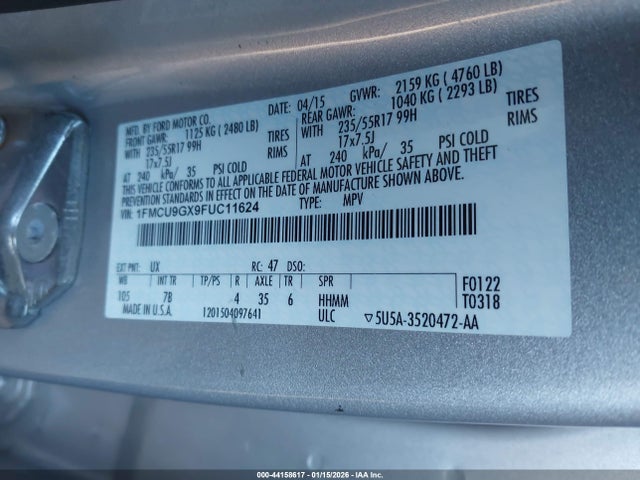 MFD. BY FORD MOTOR CO. DATE: 04/15 GVWR: 2159 KG ( 4760 LB)
FRONT GAWR: 1125 KG ( 2480 LB) REAR GAWR: 1040 KG ( 2293 LB)
WITH 235/55R17 99H TIRES WITH 235/55R17 99H TIRES
17x7.5J RIMS 17x7.5J RIMS
AT 240 kPa/ 35 PSI COLD AT 240 kPa/ 35 PSI COLD
THIS VEHICLE CONFORMS TO ALL APPLICABLE FEDERAL MOTOR VEHICLE SAFETY AND THEFT
PREVENTION STANDARDS IN EFFECT ON THE DATE OF MANUFACTURE SHOWN ABOVE.
VIN: 1FMCU9GX9FUC11624 TYPE: MPV
EXT PNT: UX RC: 47 DSO:
WB INT TR TP/PS R AXLE TR SPR F0122
105 7B 4 35 6 HHMM T0318
MADE IN U.S.A. 1201504097641 ULC ▽5U5A-3520472-AA
000-44158617 - 01/15/2026 - IAA Inc.